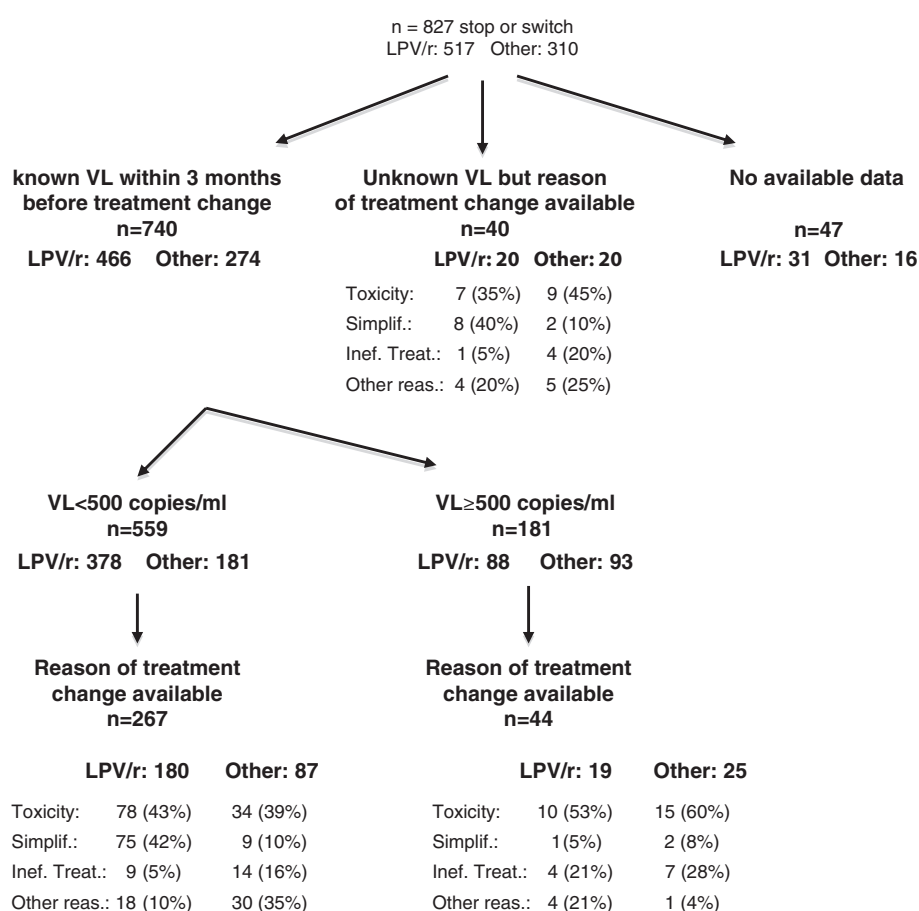 n = 827 stop or switch
LPV/r: 517 Other: 310
known VL within 3 months
before treatment change
n=740
LPV/r: 466 Other: 274
Unknown VL but reason
of treatment change available
n=40
LPV/r: 20 Other: 20
Toxicity: 7 (35%) 9 (45%)
Simplif.: 8 (40%) 2 (10%)
Inef. Treat.: 1 (5%) 4 (20%)
Other reas.: 4 (20%) 5 (25%)
No available data
n=47
LPV/r: 31 Other: 16
VL<500 copies/ml
n=559
LPV/r: 378 Other: 181
VL≥500 copies/ml
n=181
LPV/r: 88 Other: 93
Reason of treatment
change available
n=267
LPV/r: 180 Other: 87
Toxicity: 78 (43%) 34 (39%)
Simplif.: 75 (42%) 9 (10%)
Inef. Treat.: 9 (5%) 14 (16%)
Other reas.: 18 (10%) 30 (35%)
Reason of treatment
change available
n=44
LPV/r: 19 Other: 25
Toxicity: 10 (53%) 15 (60%)
Simplif.: 1(5%) 2 (8%)
Inef. Treat.: 4 (21%) 7 (28%)
Other reas.: 4 (21%) 1 (4%)